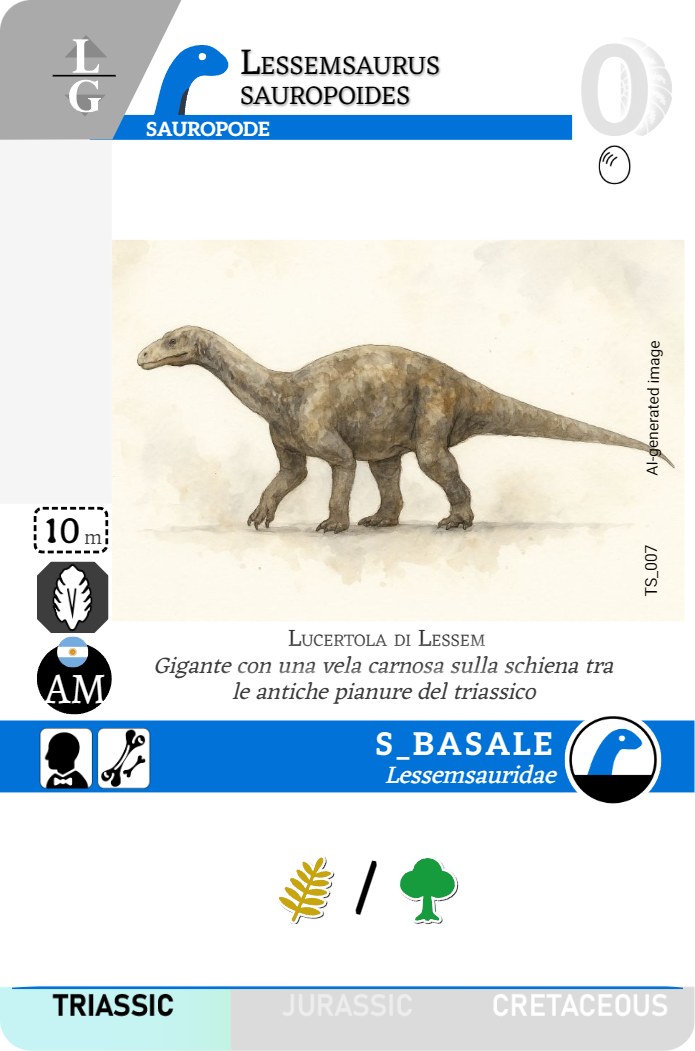 L
G
LESSEMSAURUS
SAUROPOIDES
SAUROPODE
0
AI-generated image
TS_007
10 m
V
AM
LUCERTOLA DI LESSEM
Gigante con una vela carnosa sulla schiena tra
le antiche pianure del triassico
S_BASALE
Lessemsauridae
/
TRIASSIC JURASSIC CRETACEOUS